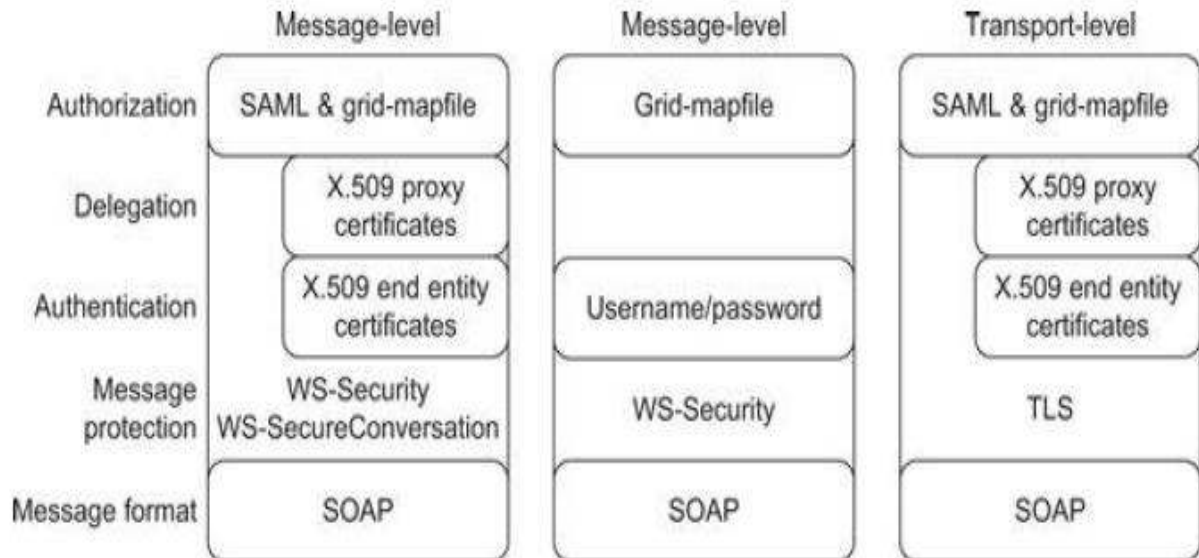 Message-level Message-level Transport-level
Authorization SAML & grid-mapfile Grid-mapfile SAML & grid-mapfile
Delegation X.509 proxy certificates X.509 proxy certificates
Authentication X.509 end entity certificates Username/password X.509 end entity certificates
Message protection WS-Security WS-SecureConversation WS-Security TLS
Message format SOAP SOAP SOAP